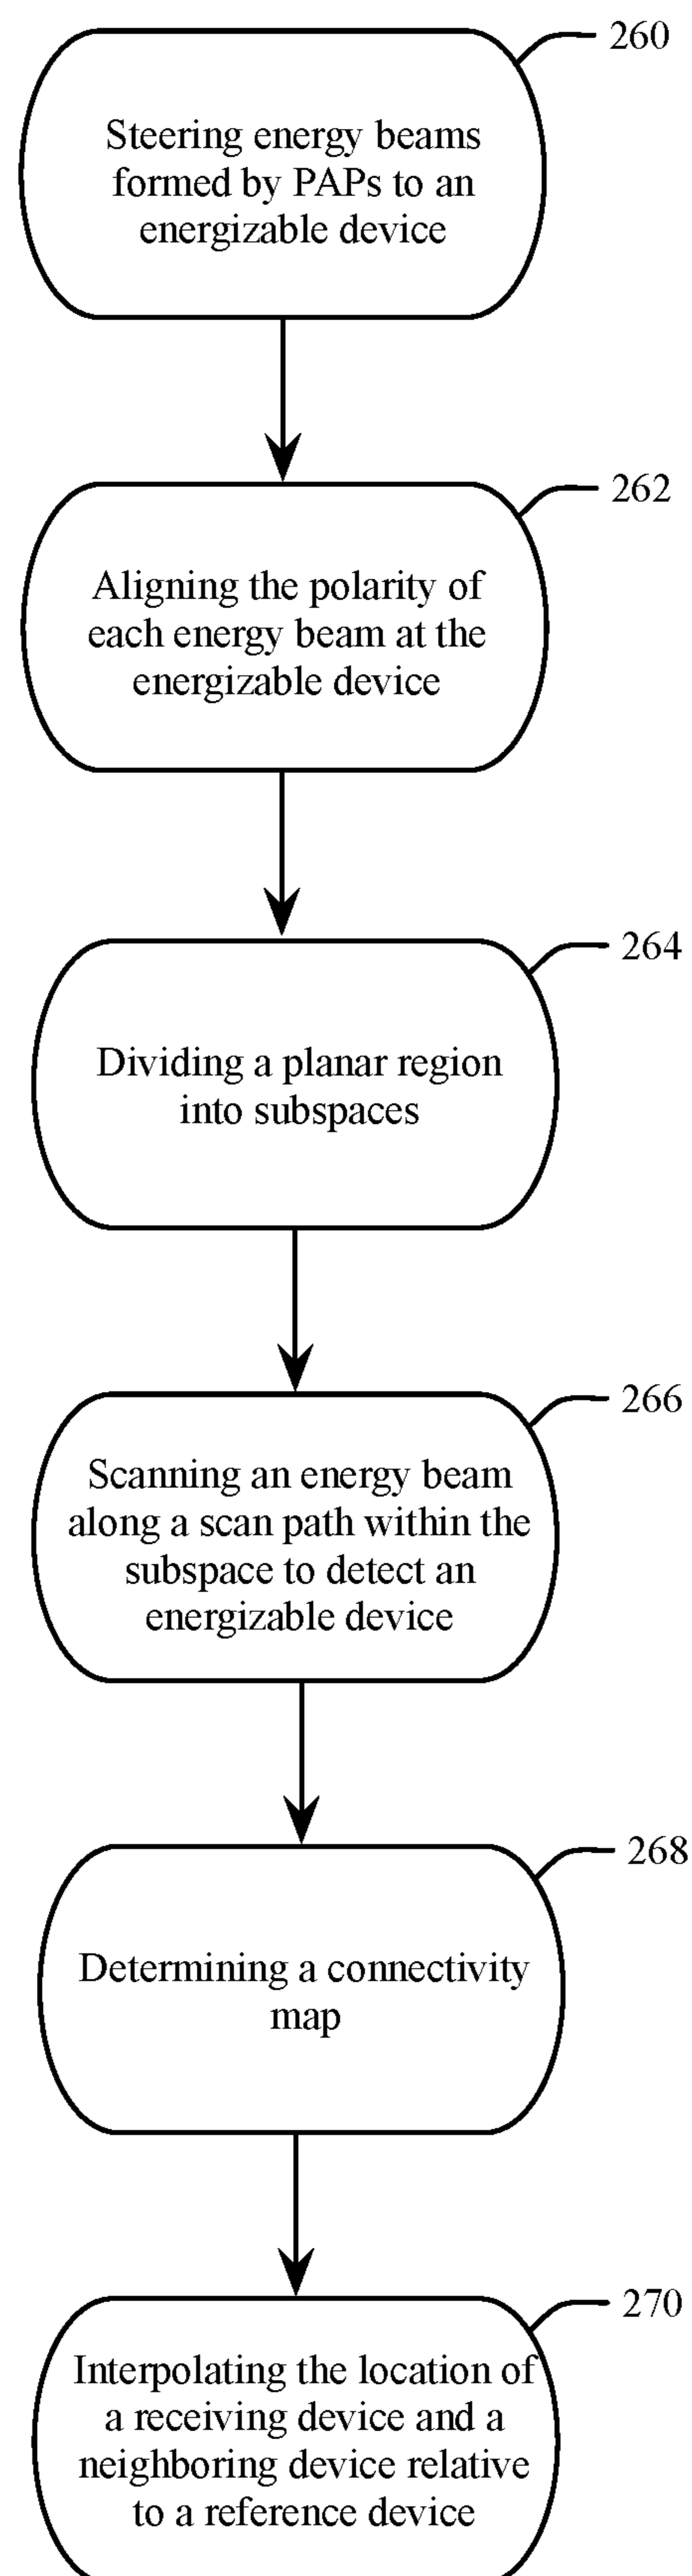 260
Steering energy beams
formed by PAPs to an
energizable device
262
Aligning the polarity of
each energy beam at the
energizable device
264
Dividing a planar region
into subspaces
266
Scanning an energy beam
along a scan path within the
subspace to detect an
energizable device
268
Determining a connectivity
map
270
Interpolating the location of
a receiving device and a
neighboring device relative
to a reference device